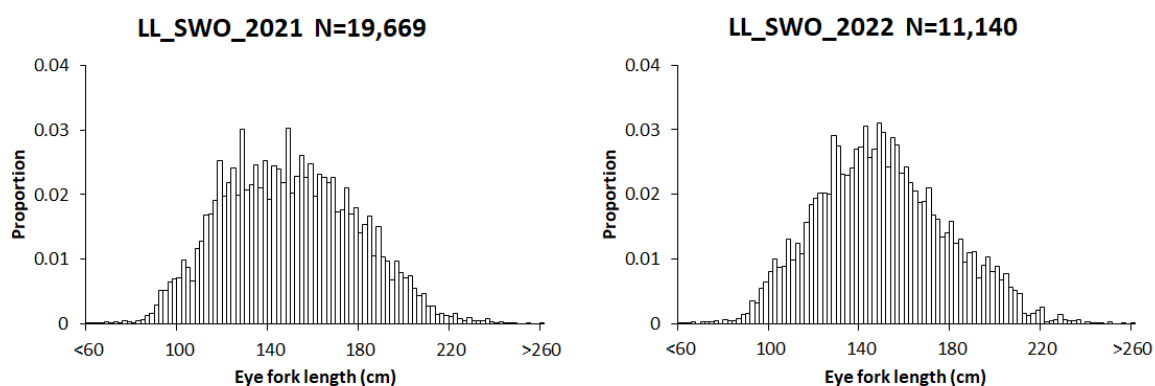 LL_SWO_2021 N=19,669
0.04
0.03
0.02
0.01
0
Proportion
<60 100 140 180 220 >260
Eye fork length (cm)
LL_SWO_2022 N=11,140
0.04
0.03
0.02
0.01
0
Proportion
<60 100 140 180 220 >260
Eye fork length (cm)